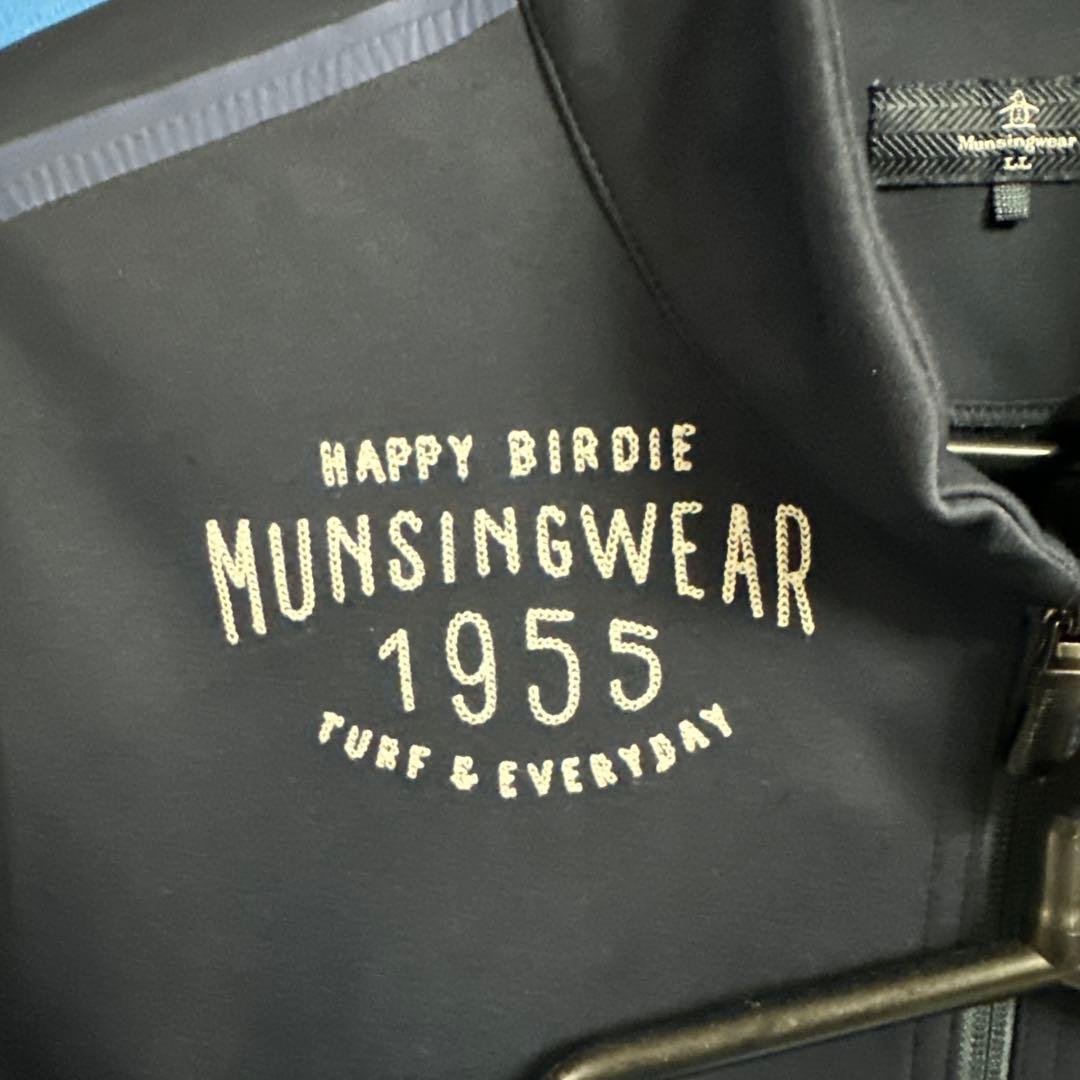 Munsingwear
LL
HAPPY BIRDIE
MUNSINGWEAR
1955
TURF & EVERYDAY